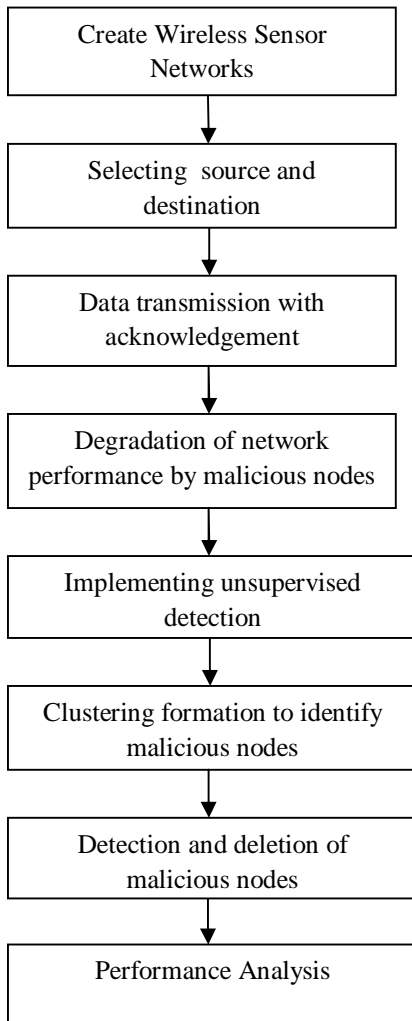 Create Wireless Sensor
Networks
Selecting source and
destination
Data transmission with
acknowledgement
Degradation of network
performance by malicious nodes
Implementing unsupervised
detection
Clustering formation to identify
malicious nodes
Detection and deletion of
malicious nodes
Performance Analysis